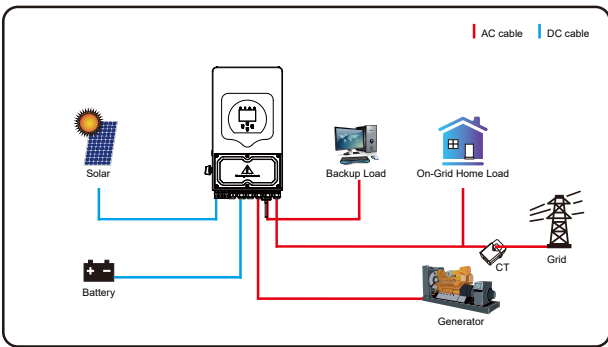 AC cable
DC cable
Solar
Backup Load
On-Grid Home Load
CT
Grid
Battery
Generator